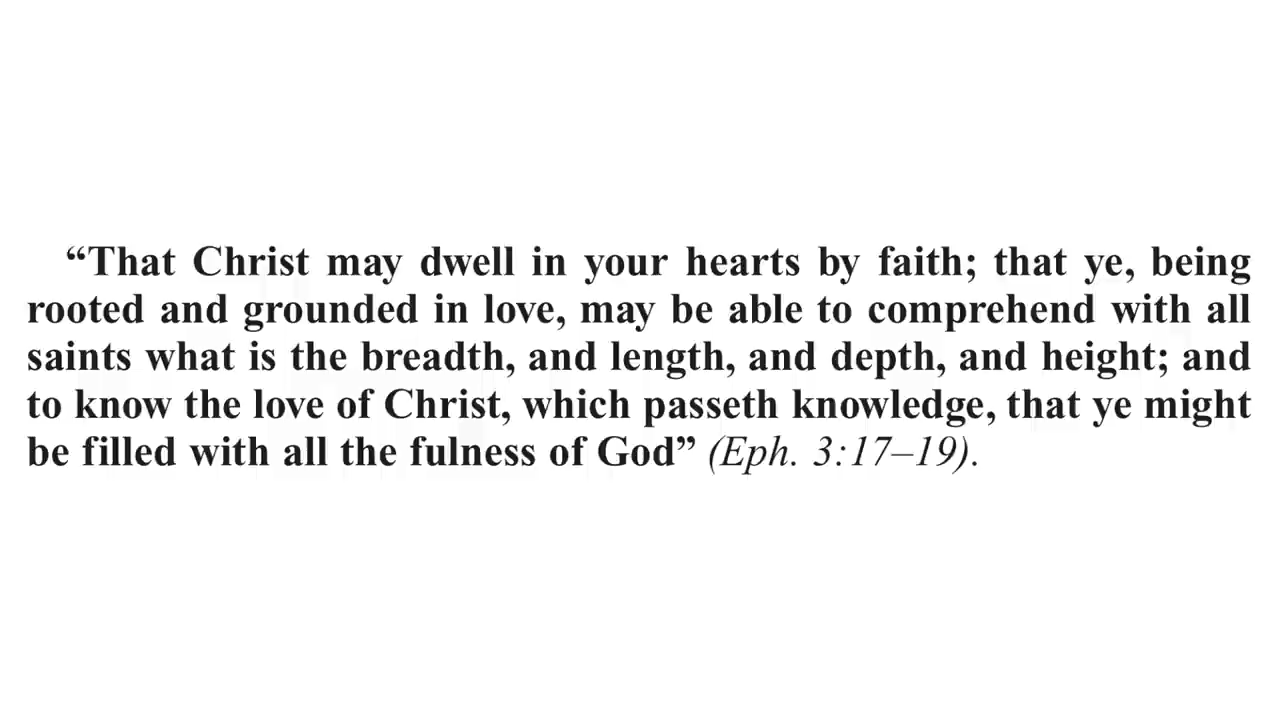 “That Christ may dwell in your hearts by faith; that ye, being
rooted and grounded in love, may be able to comprehend with all
saints what is the breadth, and length, and depth, and height; and
to know the love of Christ, which passeth knowledge, that ye might
be filled with all the fulness of God” (Eph. 3:17–19).